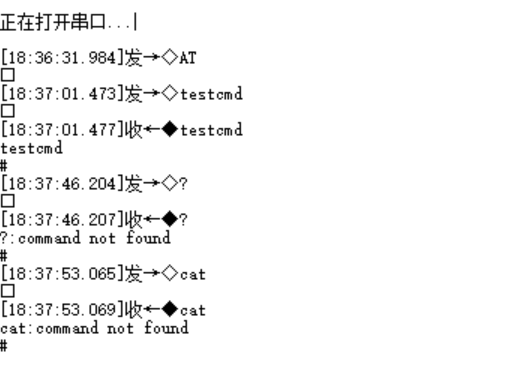 正在打开串口...|
[18:36:31.984]发→◇AT
□
[18:37:01.473]发→◇testcmd
□
[18:37:01.477]收←◆testcmd
testcmd
#
[18:37:46.204]发→◇?
□
[18:37:46.207]收←◆?
?:command not found
#
[18:37:53.065]发→◇cat
□
[18:37:53.069]收←◆cat
cat:command not found
#